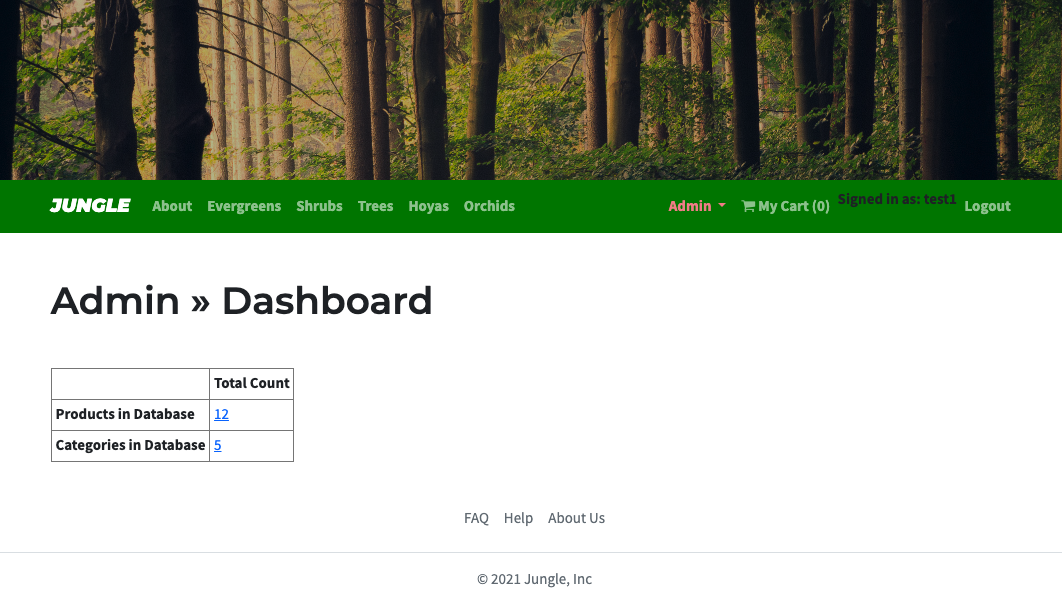 JUNGLE About Evergreens Shrubs Trees Hoyas Orchids Admin My Cart (0) Signed in as: test1 Logout
Admin » Dashboard
Total Count
Products in Database 12
Categories in Database 5
FAQ Help About Us
© 2021 Jungle, Inc